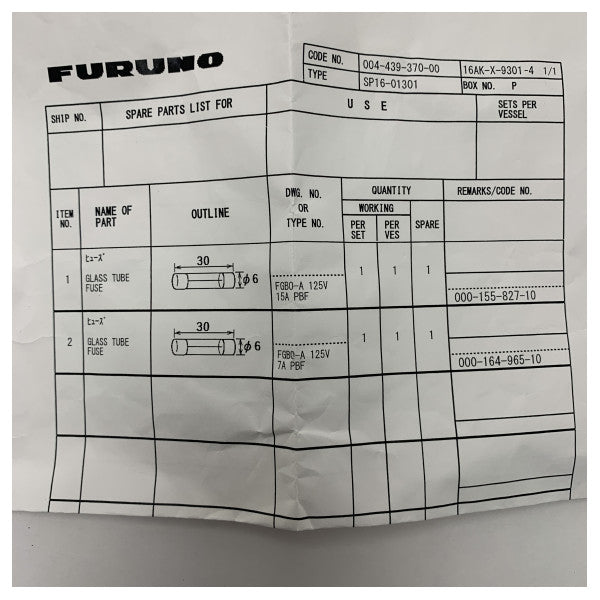 FURUNO
CODE NO. 004-439-370-00 16AK-X-9301-4 1/1
TYPE SP16-01301 BOX NO. P
SHIP NO. SPARE PARTS LIST FOR U S E SETS PER VESSEL
ITEM NO. NAME OF PART OUTLINE DWG. NO. OR TYPE NO. QUANTITY REMARKS/CODE NO.
WORKING
PER SET PER VES SPARE
ヒューズ
1 GLASS TUBE FUSE 30 φ6 FGBO-A 125V 15A PBF 1 1 1 000-155-827-10
ヒューズ
2 GLASS TUBE FUSE 30 φ6 FGBO-A 125V 7A PBF 1 1 1 000-164-965-10